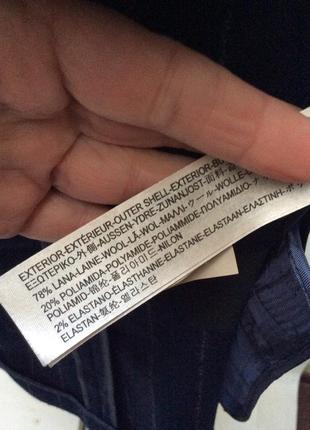 EXTERIOR-EXTÉRIEUR-OUTER SHELL-EXTERIOR-
ΕΞΩΤΕΡΙΚΟ-外側-AUSSEN-YDRE-ZUNANJOST-面料-
78% LANA-LAINE-WOOL-LÃ-WOL-ΜΑΛΛΙ-ウール-WOLLE-
20% POLIAMIDA-POLYAMIDE-POLYAMIDE-POLIAMIDA-POLYAMIDE-ΠΟΛΥΑΜΙΔΙΟ-
POLIAMID-锦纶-폴리아미드-NILON
2% ELASTANO-ÉLASTHANNE-ELASTANE-ELASTAAN-ΕΛΑΣΤΙΝΗ-
ELASTAN-氨纶-엘라스탄